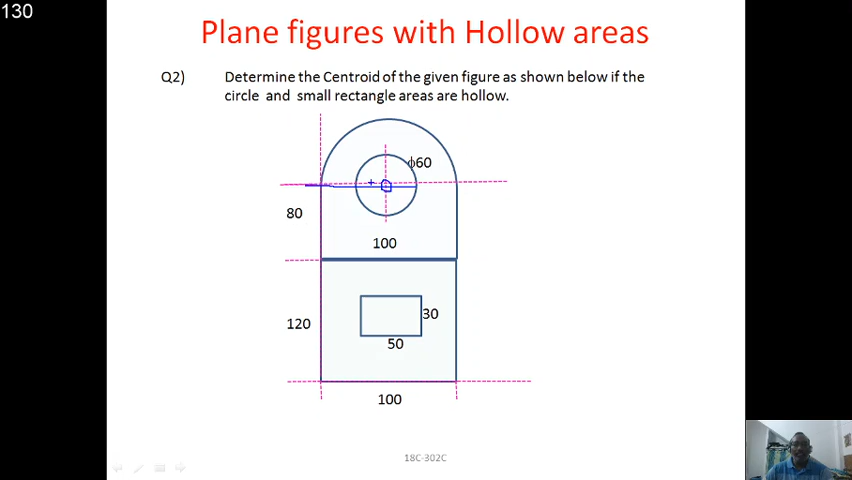 130
Plane figures with Hollow areas
Q2) Determine the Centroid of the given figure as shown below if the
circle and small rectangle areas are hollow.
ϕ60
80
100
120
30
50
100
18C-302C